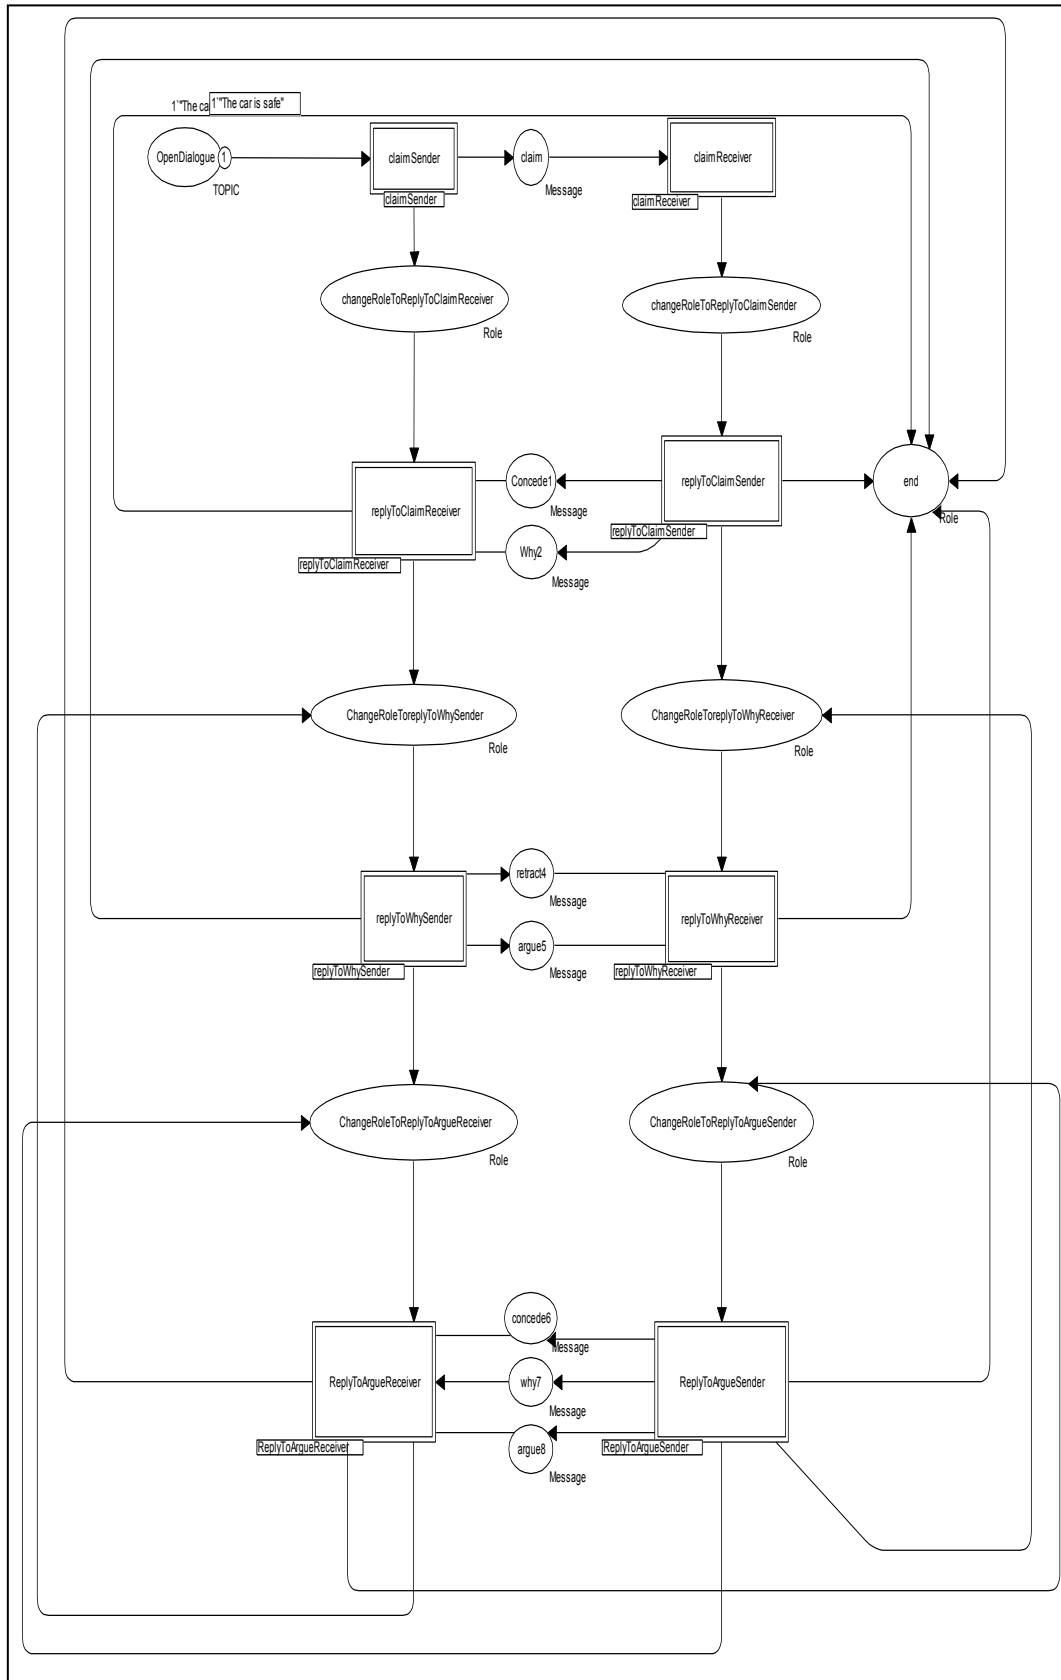 1`"The ca
1`"The car is safe"
OpenDialogue
1
TOPIC
claimSender
claimSender
claim
Message
claimReceiver
claimReceiver
changeRoleToReplyToClaimReceiver
Role
changeRoleToReplyToClaimSender
Role
replyToClaimReceiver
replyToClaimReceiver
Concede1
Message
Why2
Message
replyToClaimSender
replyToClaimSender
end
Role
ChangeRoleToreplyToWhySender
Role
ChangeRoleToreplyToWhyReceiver
Role
replyToWhySender
replyToWhySender
retract4
Message
argue5
Message
replyToWhyReceiver
replyToWhyReceiver
ChangeRoleToReplyToArgueReceiver
Role
ChangeRoleToReplyToArgueSender
Role
ReplyToArgueReceiver
ReplyToArgueReceiver
concede6
Message
why7
Message
argue8
Message
ReplyToArgueSender
ReplyToArgueSender